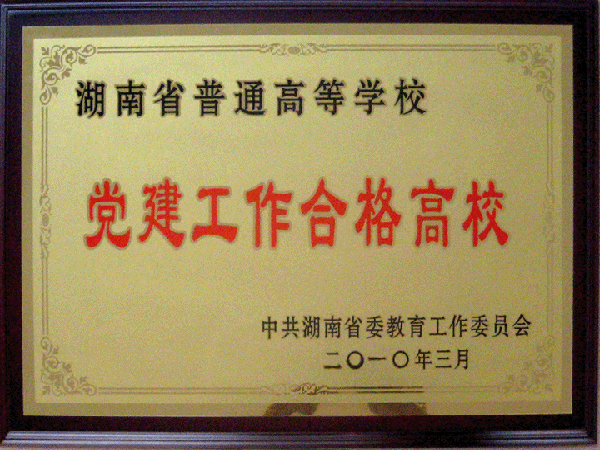 湖南省普通高等学校
党建工作合格高校
中共湖南省委教育工作委员会
二〇一〇年三月